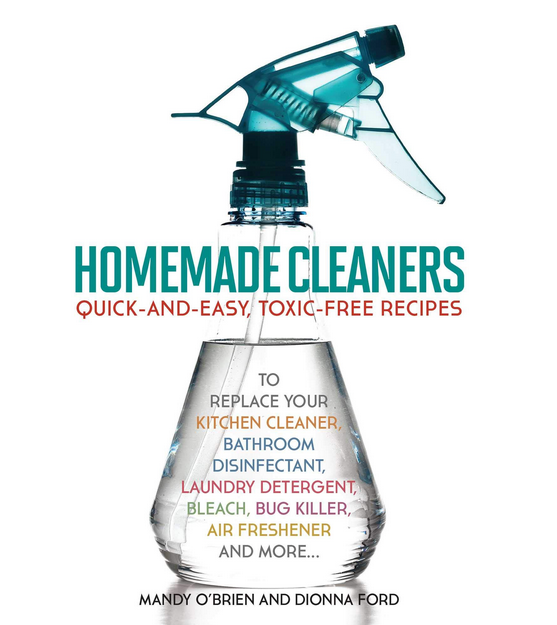 HOMEMADE CLEANERS
QUICK-AND-EASY, TOXIC-FREE RECIPES
TO
REPLACE YOUR
KITCHEN CLEANER,
BATHROOM
DISINFECTANT,
LAUNDRY DETERGENT,
BLEACH, BUG KILLER,
AIR FRESHENER
AND MORE...
MANDY O'BRIEN AND DIONNA FORD